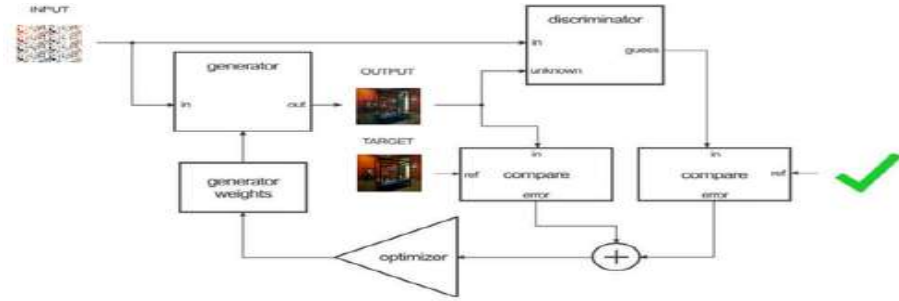 INPUT
discriminator
in
guess
unknown
generator
in
out
OUTPUT
TARGET
in
ref
compare
error
in
compare
ref
error
generator
weights
optimizer
+